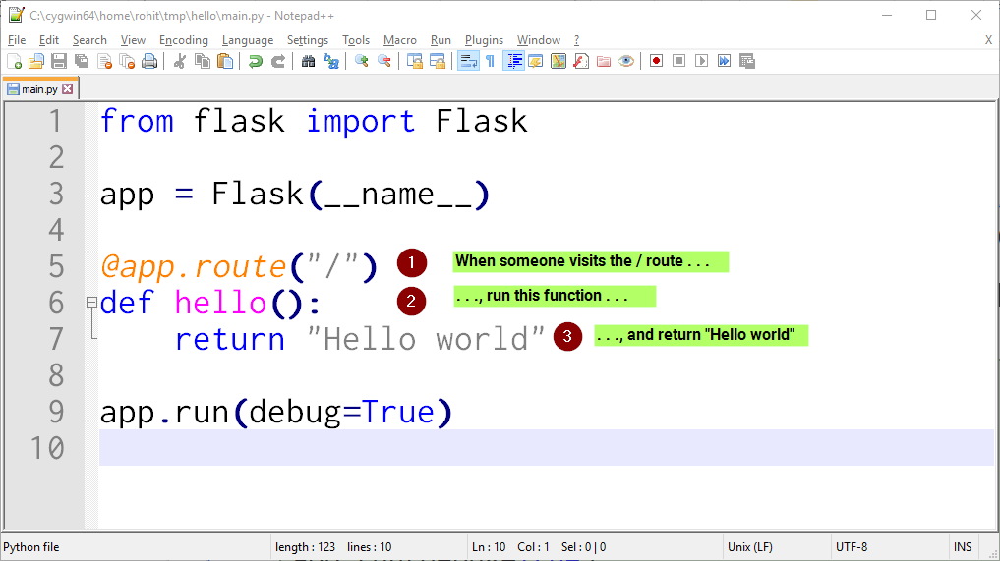 C:\cygwin64\home\rohit\tmp\hello\main.py - Notepad++
File Edit Search View Encoding Language Settings Tools Macro Run Plugins Window ? X
main.py
1 from flask import Flask
2
3 app = Flask(__name__)
4
5 @app.route("/") 1 When someone visits the / route . . .
6 def hello(): 2 . . ., run this function . . .
7     return "Hello world" 3 . . ., and return "Hello world"
8
9 app.run(debug=True)
10
Python file length : 123 lines : 10 Ln : 10 Col : 1 Sel : 0 | 0 Unix (LF) UTF-8 INS